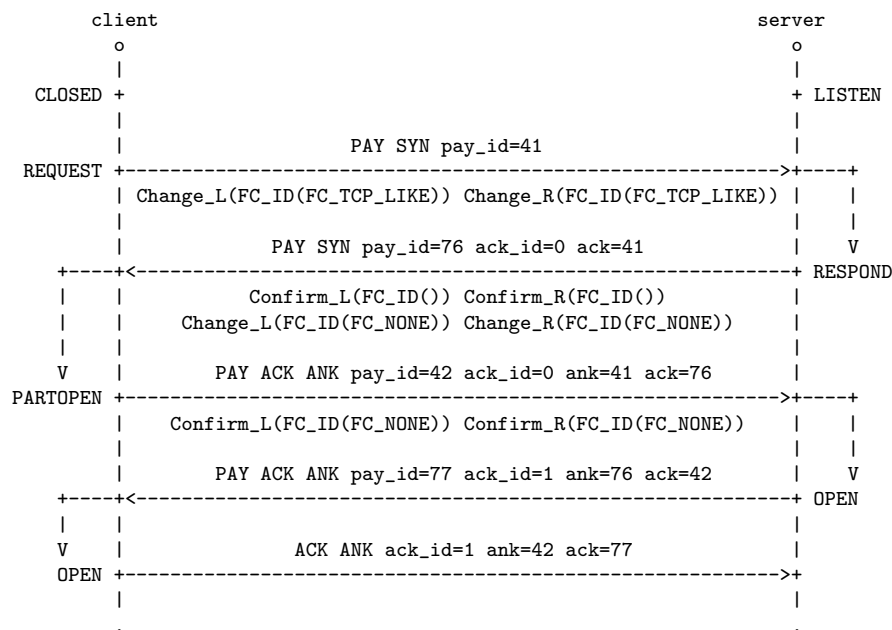 client server
o o
CLOSED + + LISTEN
PAY SYN pay_id=41
REQUEST +----------------------------------------------------------->+----+
| Change_L(FC_ID(FC_TCP_LIKE)) Change_R(FC_ID(FC_TCP_LIKE)) | |
PAY SYN pay_id=76 ack_id=0 ack=41 V
+----+<-----------------------------------------------------------+ RESPOND
Confirm_L(FC_ID()) Confirm_R(FC_ID())
Change_L(FC_ID(FC_NONE)) Change_R(FC_ID(FC_NONE))
V PAY ACK ANK pay_id=42 ack_id=0 ank=41 ack=76
PARTOPEN +----------------------------------------------------------->+----+
Confirm_L(FC_ID(FC_NONE)) Confirm_R(FC_ID(FC_NONE))
PAY ACK ANK pay_id=77 ack_id=1 ank=76 ack=42 V
+----+<-----------------------------------------------------------+ OPEN
V ACK ANK ack_id=1 ank=42 ack=77
OPEN +----------------------------------------------------------->+